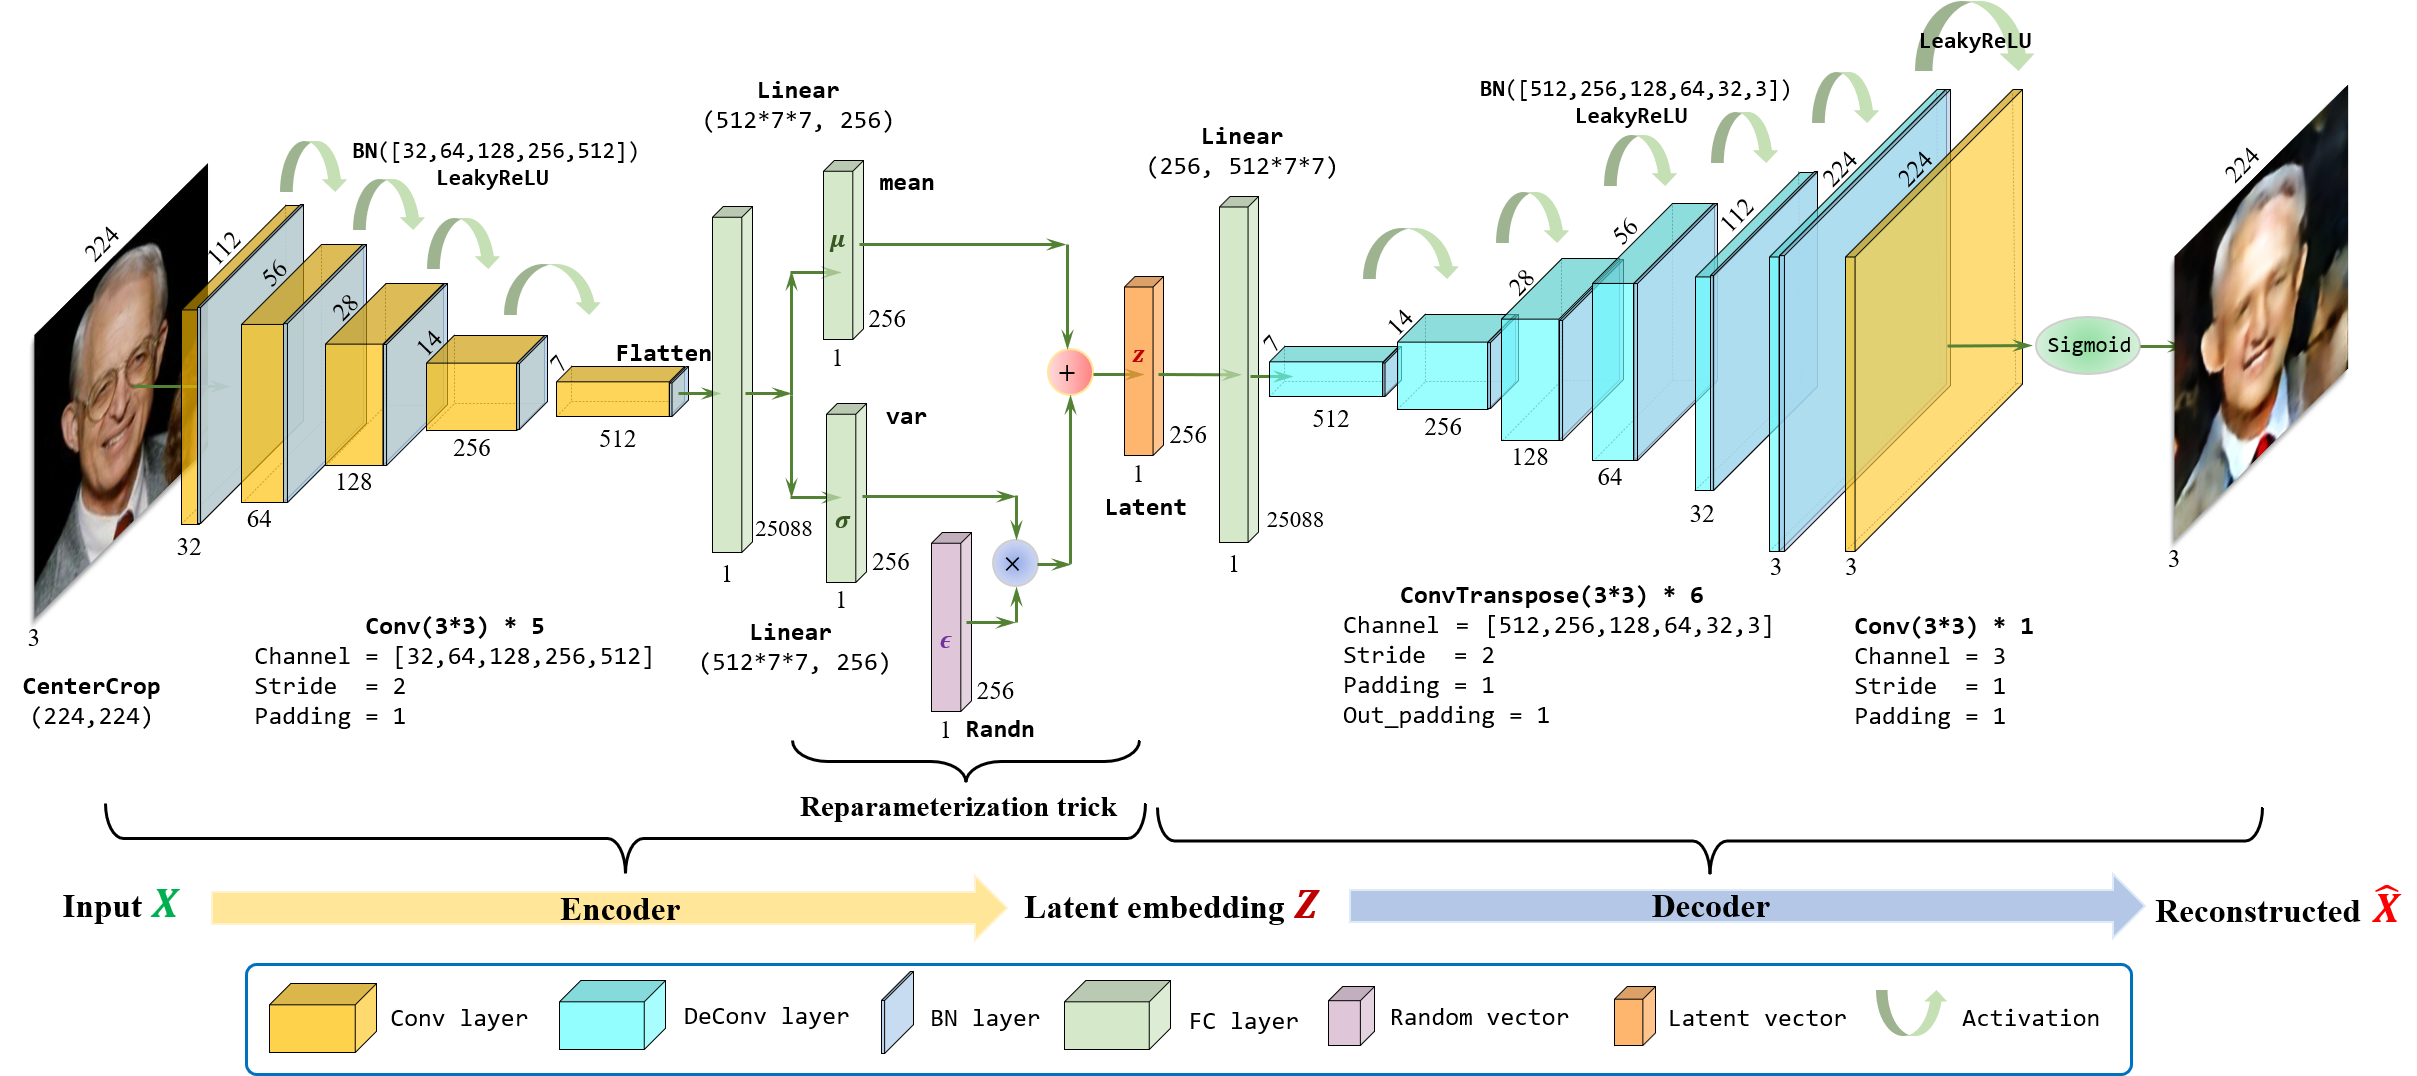 224
3
CenterCrop
(224,224)
112
32
56
64
28
128
14
256
7
512
BN([32,64,128,256,512])
LeakyReLU
Conv(3*3) * 5
Channel = [32,64,128,256,512]
Stride = 2
Padding = 1
Flatten
25088
1
Linear
(512*7*7, 256)
mean
μ
256
1
var
σ
256
1
Linear
(512*7*7, 256)
ϵ
256
1
Randn
×
+
z
256
1
Latent
Reparameterization trick
Linear
(256, 512*7*7)
25088
1
7
512
14
256
28
128
56
64
112
32
224
3
224
3
BN([512,256,128,64,32,3])
LeakyReLU
LeakyReLU
ConvTranspose(3*3) * 6
Channel = [512,256,128,64,32,3]
Stride = 2
Padding = 1
Out_padding = 1
Conv(3*3) * 1
Channel = 3
Stride = 1
Padding = 1
Sigmoid
224
3
Input X
Encoder
Latent embedding Z
Decoder
Reconstructed X̂
Conv layer
DeConv layer
BN layer
FC layer
Random vector
Latent vector
Activation